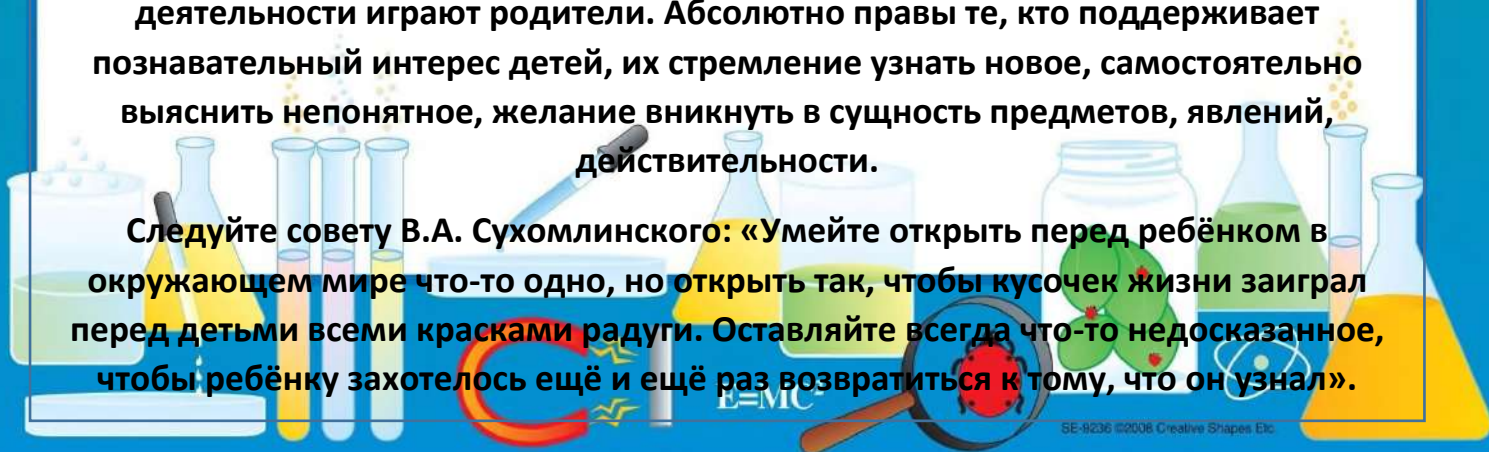 деятельности играют родители. Абсолютно правы те, кто поддерживает
познавательный интерес детей, их стремление узнать новое, самостоятельно
выяснить непонятное, желание вникнуть в сущность предметов, явлений,
действительности.
Следуйте совету В.А. Сухомлинского: «Умейте открыть перед ребёнком в
окружающем мире что-то одно, но открыть так, чтобы кусочек жизни заиграл
перед детьми всеми красками радуги. Оставляйте всегда что-то недосказанное,
чтобы ребёнку захотелось ещё и ещё раз возвратиться к тому, что он узнал».
E=MC²
SE-9236 ©2008 Creative Shapes Etc.